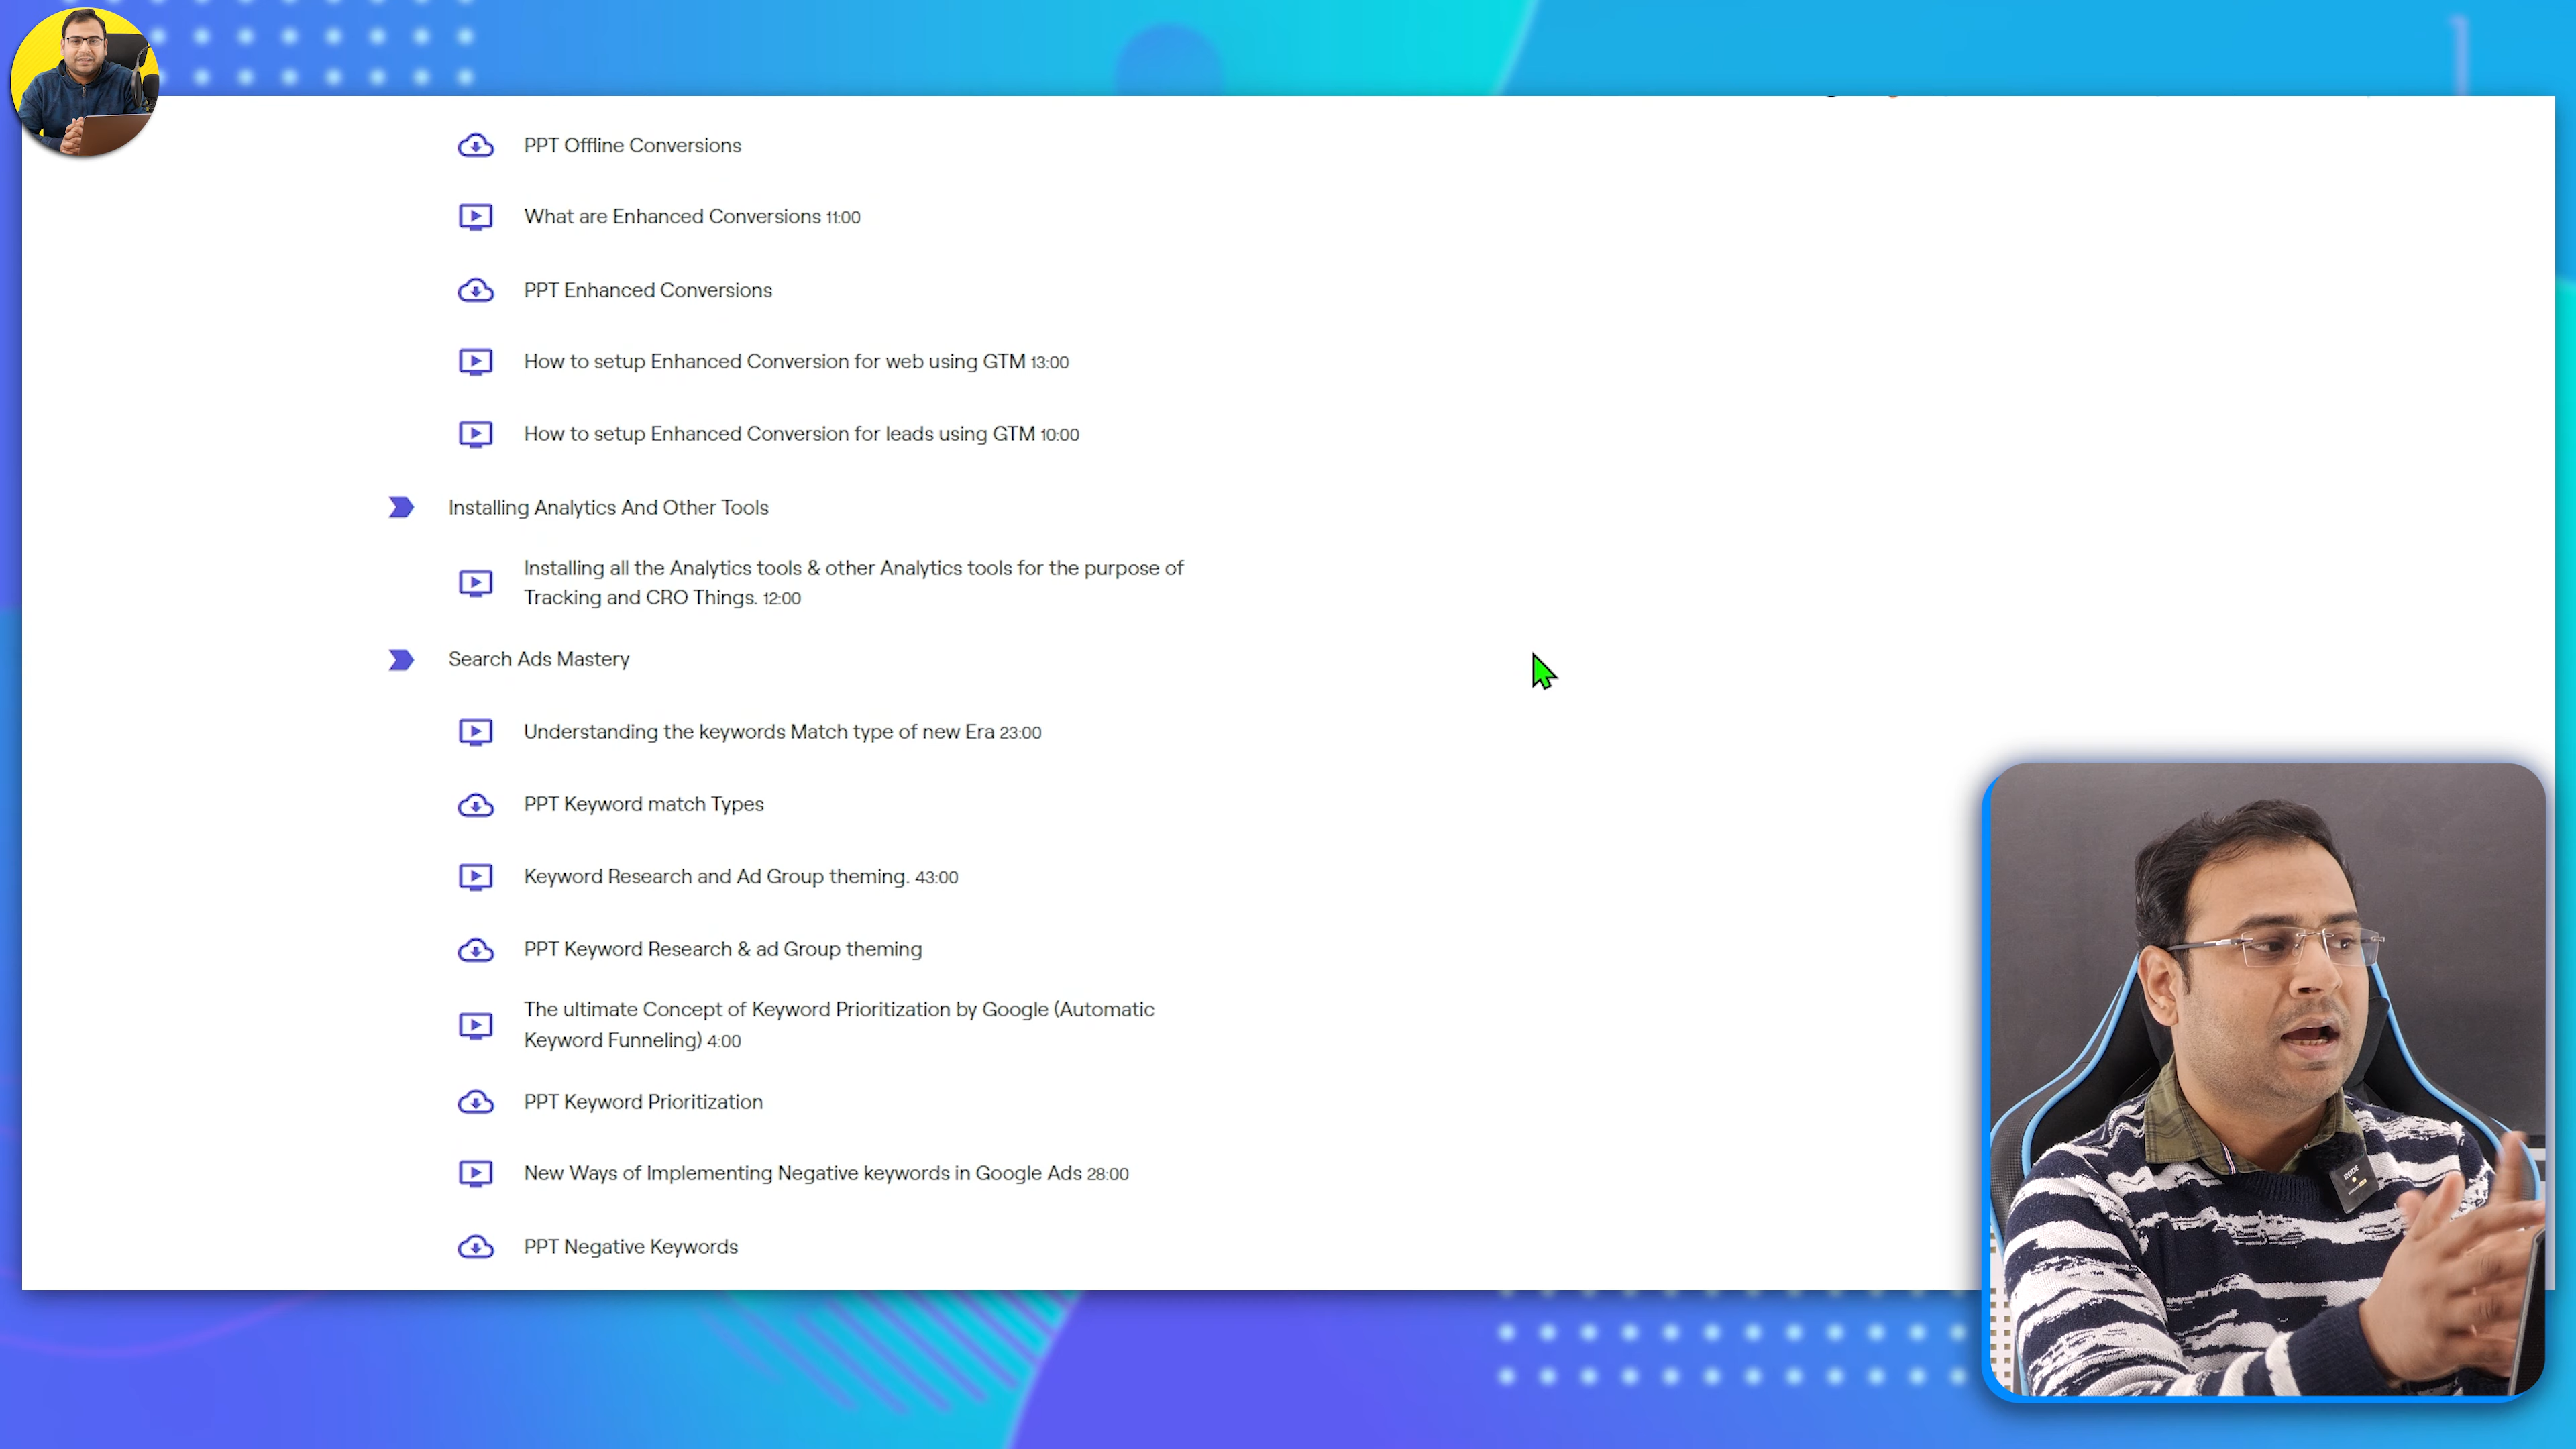 PPT Offline Conversions
What are Enhanced Conversions 11:00
PPT Enhanced Conversions
How to setup Enhanced Conversion for web using GTM 13:00
How to setup Enhanced Conversion for leads using GTM 10:00
Installing Analytics And Other Tools
Installing all the Analytics tools & other Analytics tools for the purpose of
Tracking and CRO Things. 12:00
Search Ads Mastery
Understanding the keywords Match type of new Era 23:00
PPT Keyword match Types
Keyword Research and Ad Group theming. 43:00
PPT Keyword Research & ad Group theming
The ultimate Concept of Keyword Prioritization by Google (Automatic
Keyword Funneling) 4:00
PPT Keyword Prioritization
New Ways of Implementing Negative keywords in Google Ads 28:00
PPT Negative Keywords
RODE